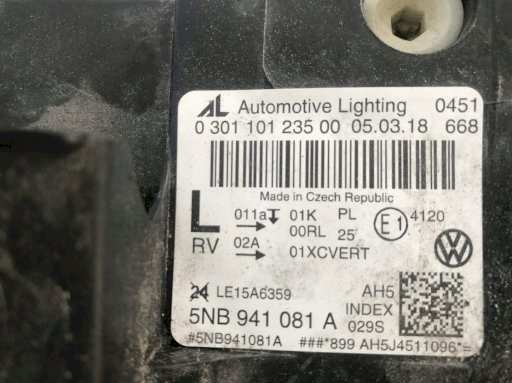 AL Automotive Lighting 0451
0 301 101 235 00 05.03.18 668
Made in Czech Republic
L 011a 01K PL E1 4120
00RL 25
RV 02A 01XCVERT
24 LE15A6359 AH5
5NB 941 081 A INDEX
029S
#5NB941081A ###*899 AH5J4511096*=